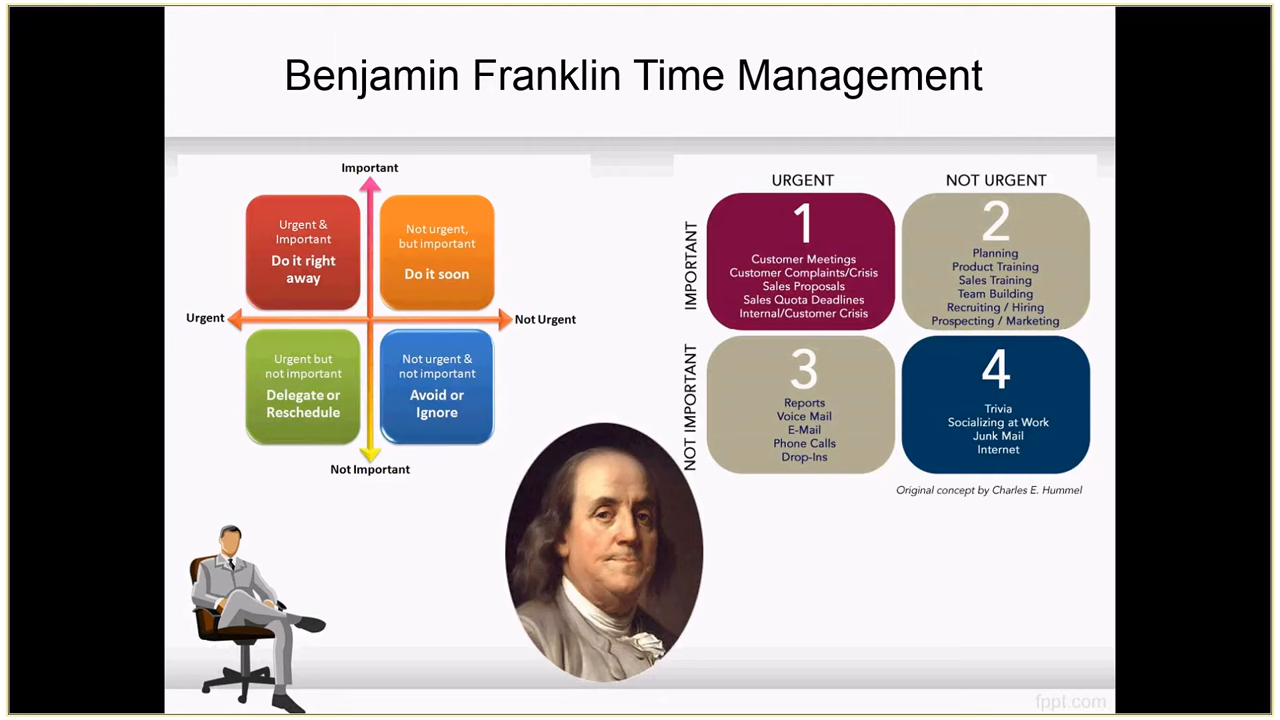 Benjamin Franklin Time Management
Important
Urgent &
Important
Do it right
away
Not urgent,
but important
Do it soon
Urgent
Not Urgent
Urgent but
not important
Delegate or
Reschedule
Not urgent &
not important
Avoid or
Ignore
Not Important
URGENT
NOT URGENT
IMPORTANT
1
Customer Meetings
Customer Complaints/Crisis
Sales Proposals
Sales Quota Deadlines
Internal/Customer Crisis
2
Planning
Product Training
Sales Training
Team Building
Recruiting / Hiring
Prospecting / Marketing
NOT IMPORTANT
3
Reports
Voice Mail
E-Mail
Phone Calls
Drop-Ins
4
Trivia
Socializing at Work
Junk Mail
Internet
Original concept by Charles E. Hummel
fppt.com